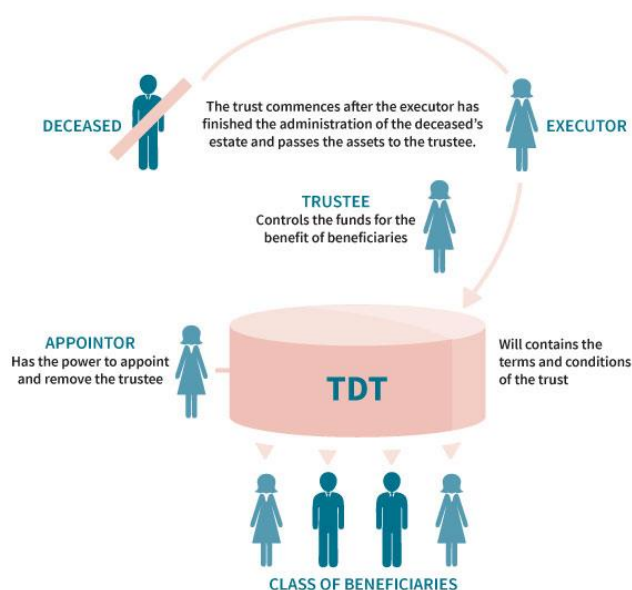 DECEASED
The trust commences after the executor has
finished the administration of the deceased's
estate and passes the assets to the trustee.
EXECUTOR
TRUSTEE
Controls the funds for the
benefit of beneficiaries
APPOINTOR
Has the power to appoint
and remove the trustee
TDT
Will contains the
terms and conditions
of the trust
CLASS OF BENEFICIARIES